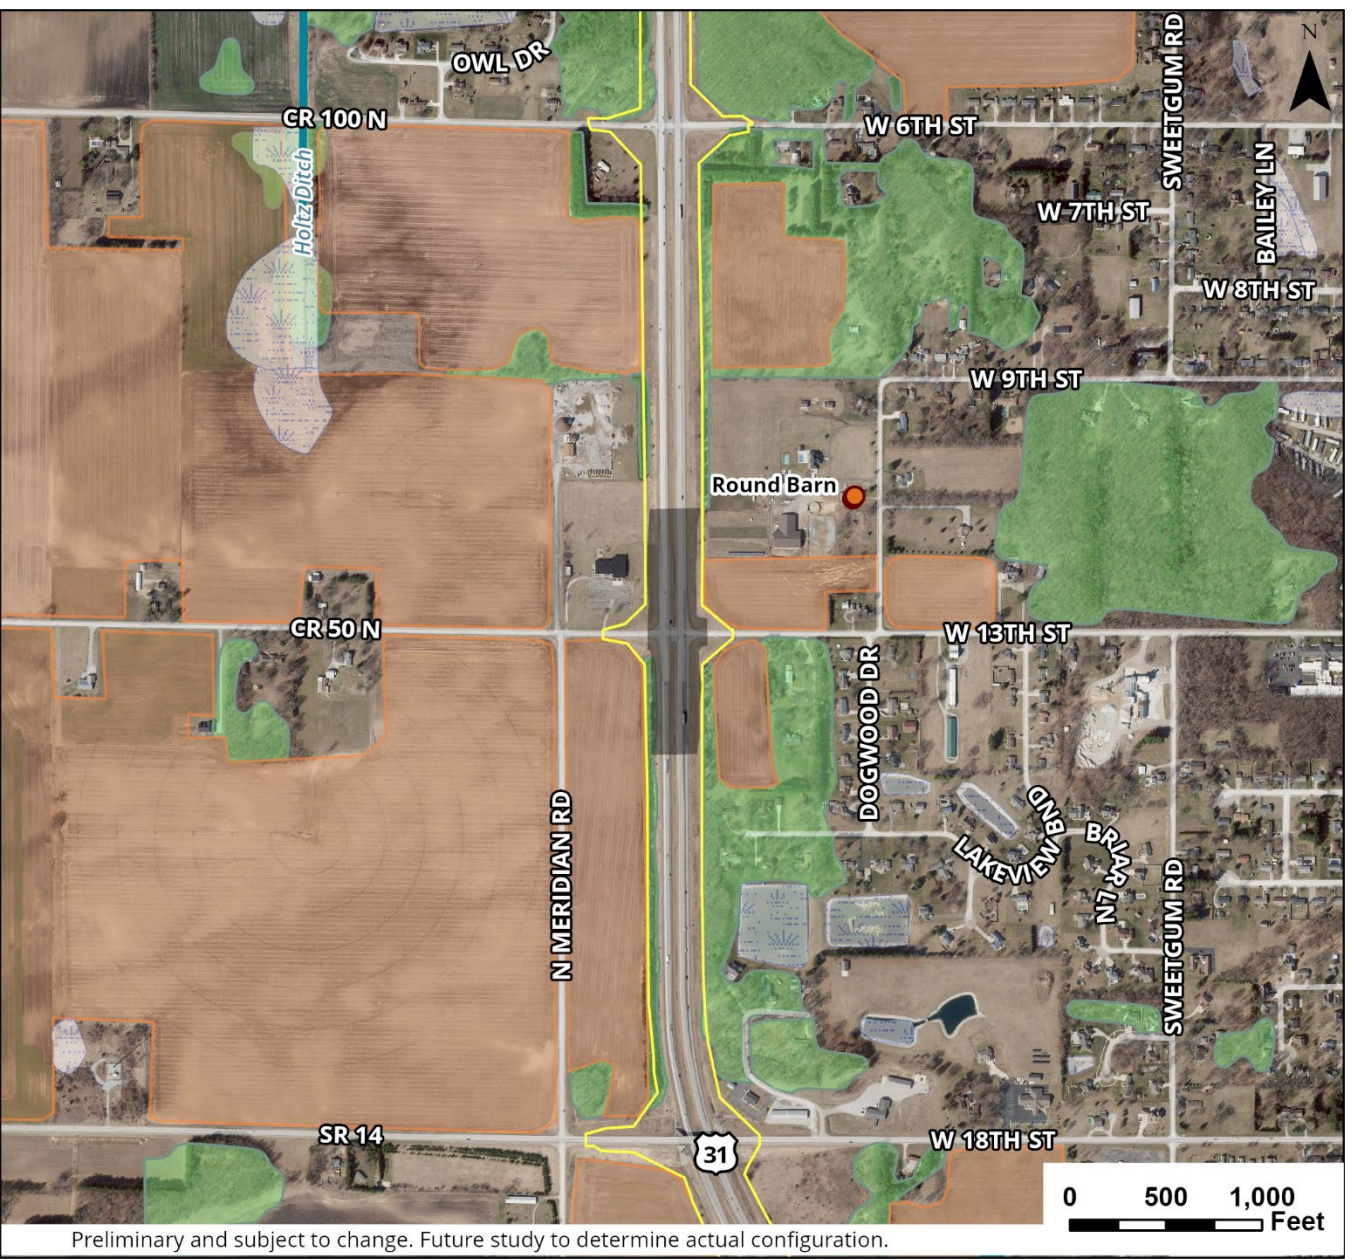 OWL DR
N
CR 100 N
W 6TH ST
SWEETGUM RD
BAILEY LN
Holtz Ditch
W 7TH ST
W 8TH ST
W 9TH ST
Round Barn
CR 50 N
W 13TH ST
DOGWOOD DR
N MERIDIAN RD
LAKEVIEW BND
BRIAR LN
SWEETGUM RD
SR 14
31
W 18TH ST
0 500 1,000
Feet
Preliminary and subject to change. Future study to determine actual configuration.